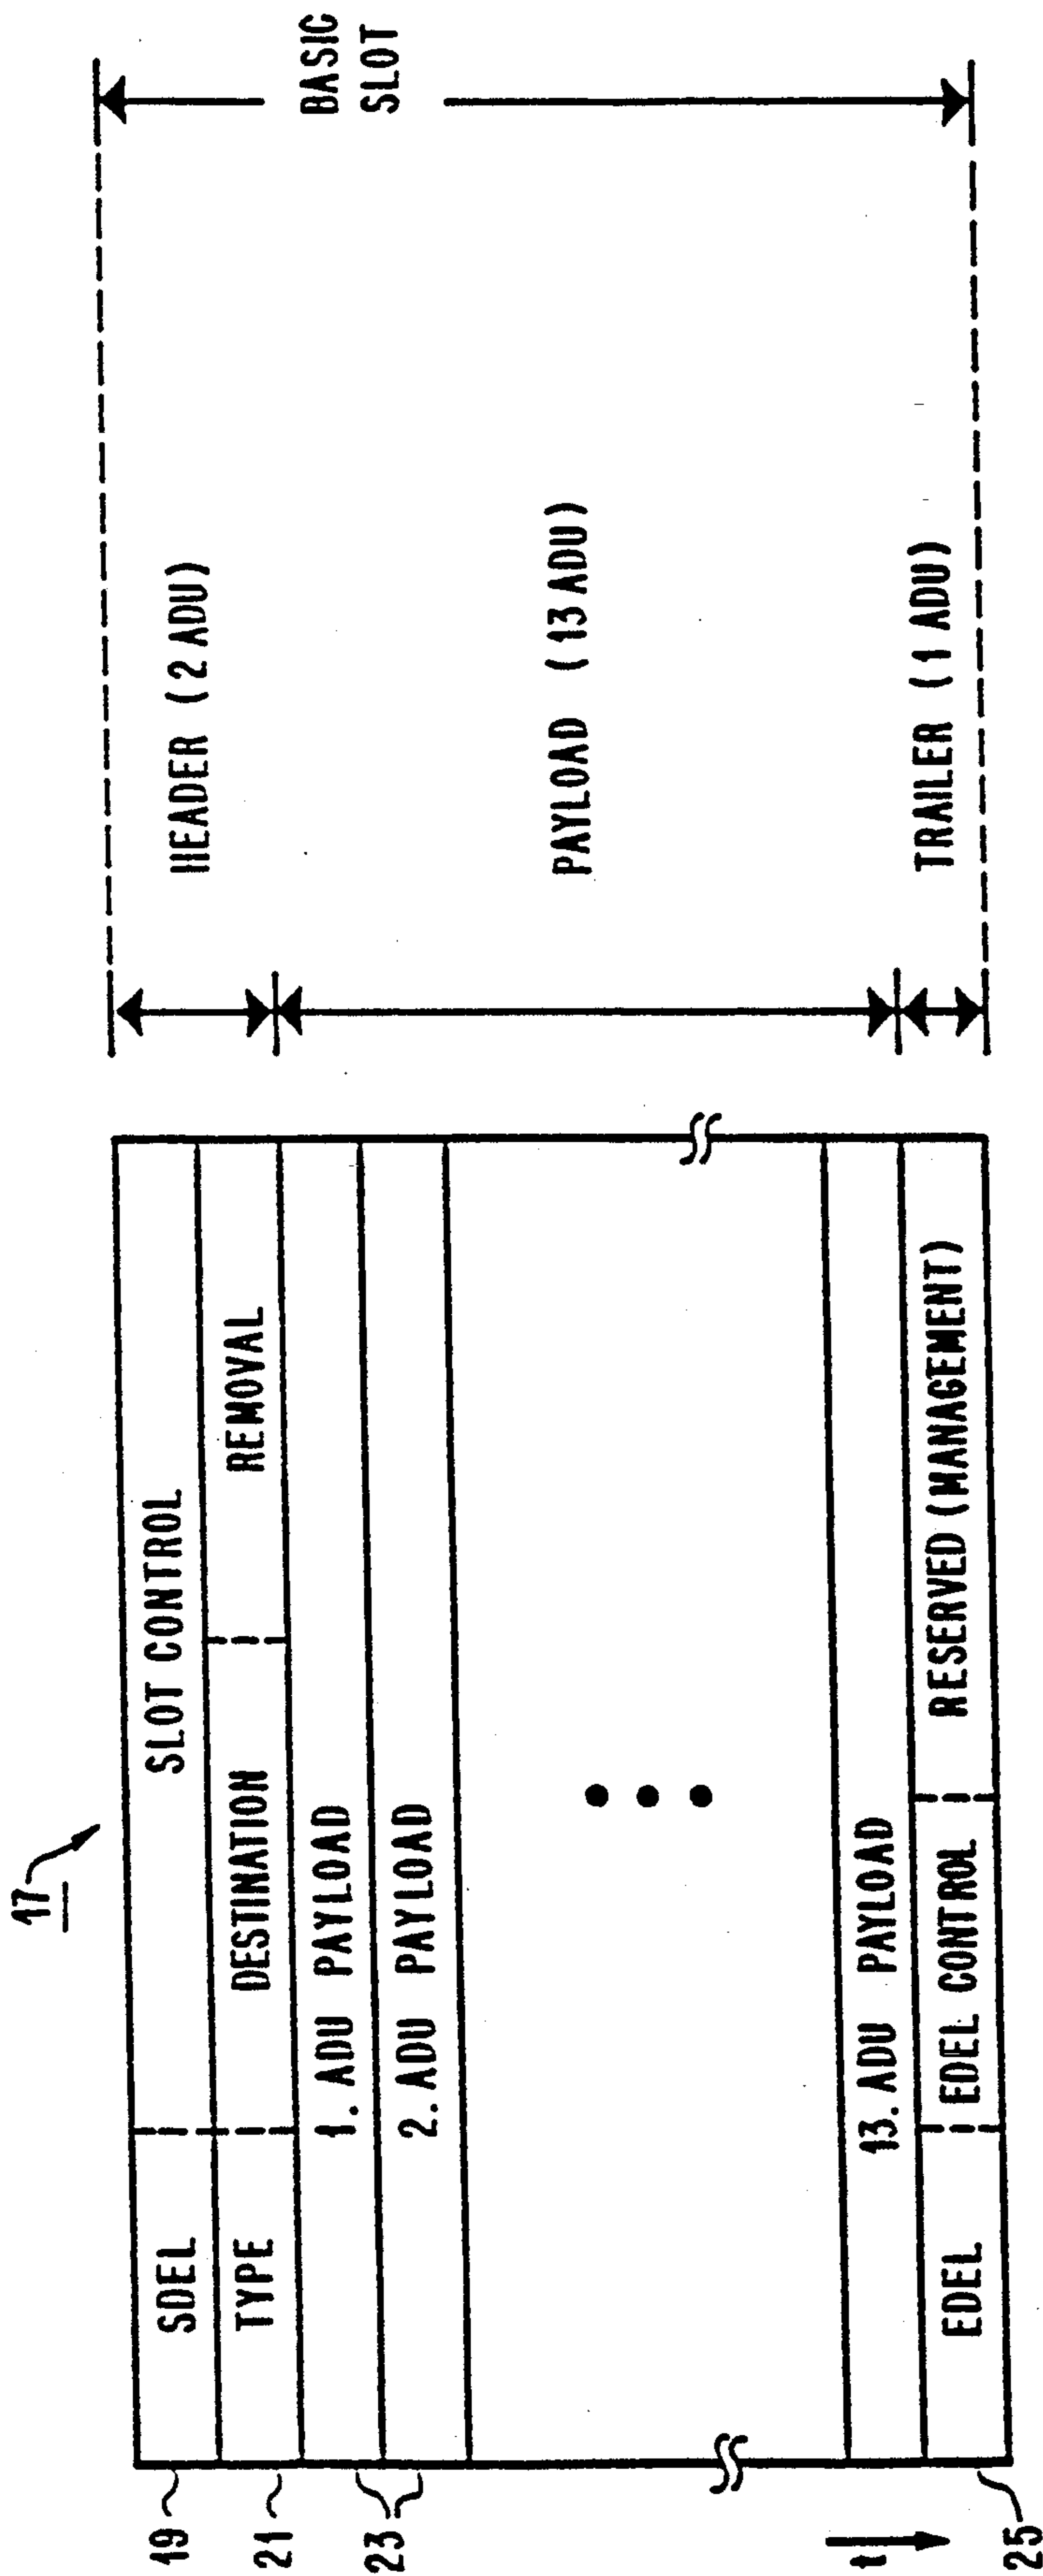 17
19
SDEL
SLOT CONTROL
21
TYPE
DESTINATION
REMOVAL
23
1. ADU PAYLOAD
2. ADU PAYLOAD
13. ADU PAYLOAD
t
25
EDEL
EDEL CONTROL
RESERVED (MANAGEMENT)
HEADER (2 ADU)
PAYLOAD (13 ADU)
TRAILER (1 ADU)
BASIC
SLOT